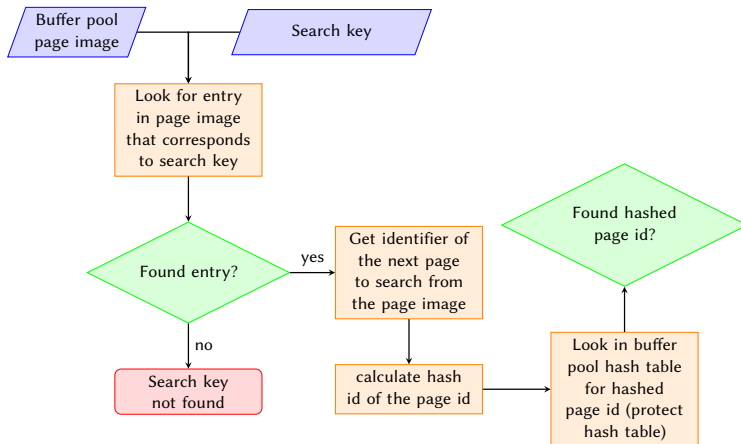 Buffer pool
page image
Search key
Look for entry
in page image
that corresponds
to search key
Found entry?
yes
no
Search key
not found
Get identifier of
the next page
to search from
the page image
calculate hash
id of the page id
Look in buffer
pool hash table
for hashed
page id (protect
hash table)
Found hashed
page id?